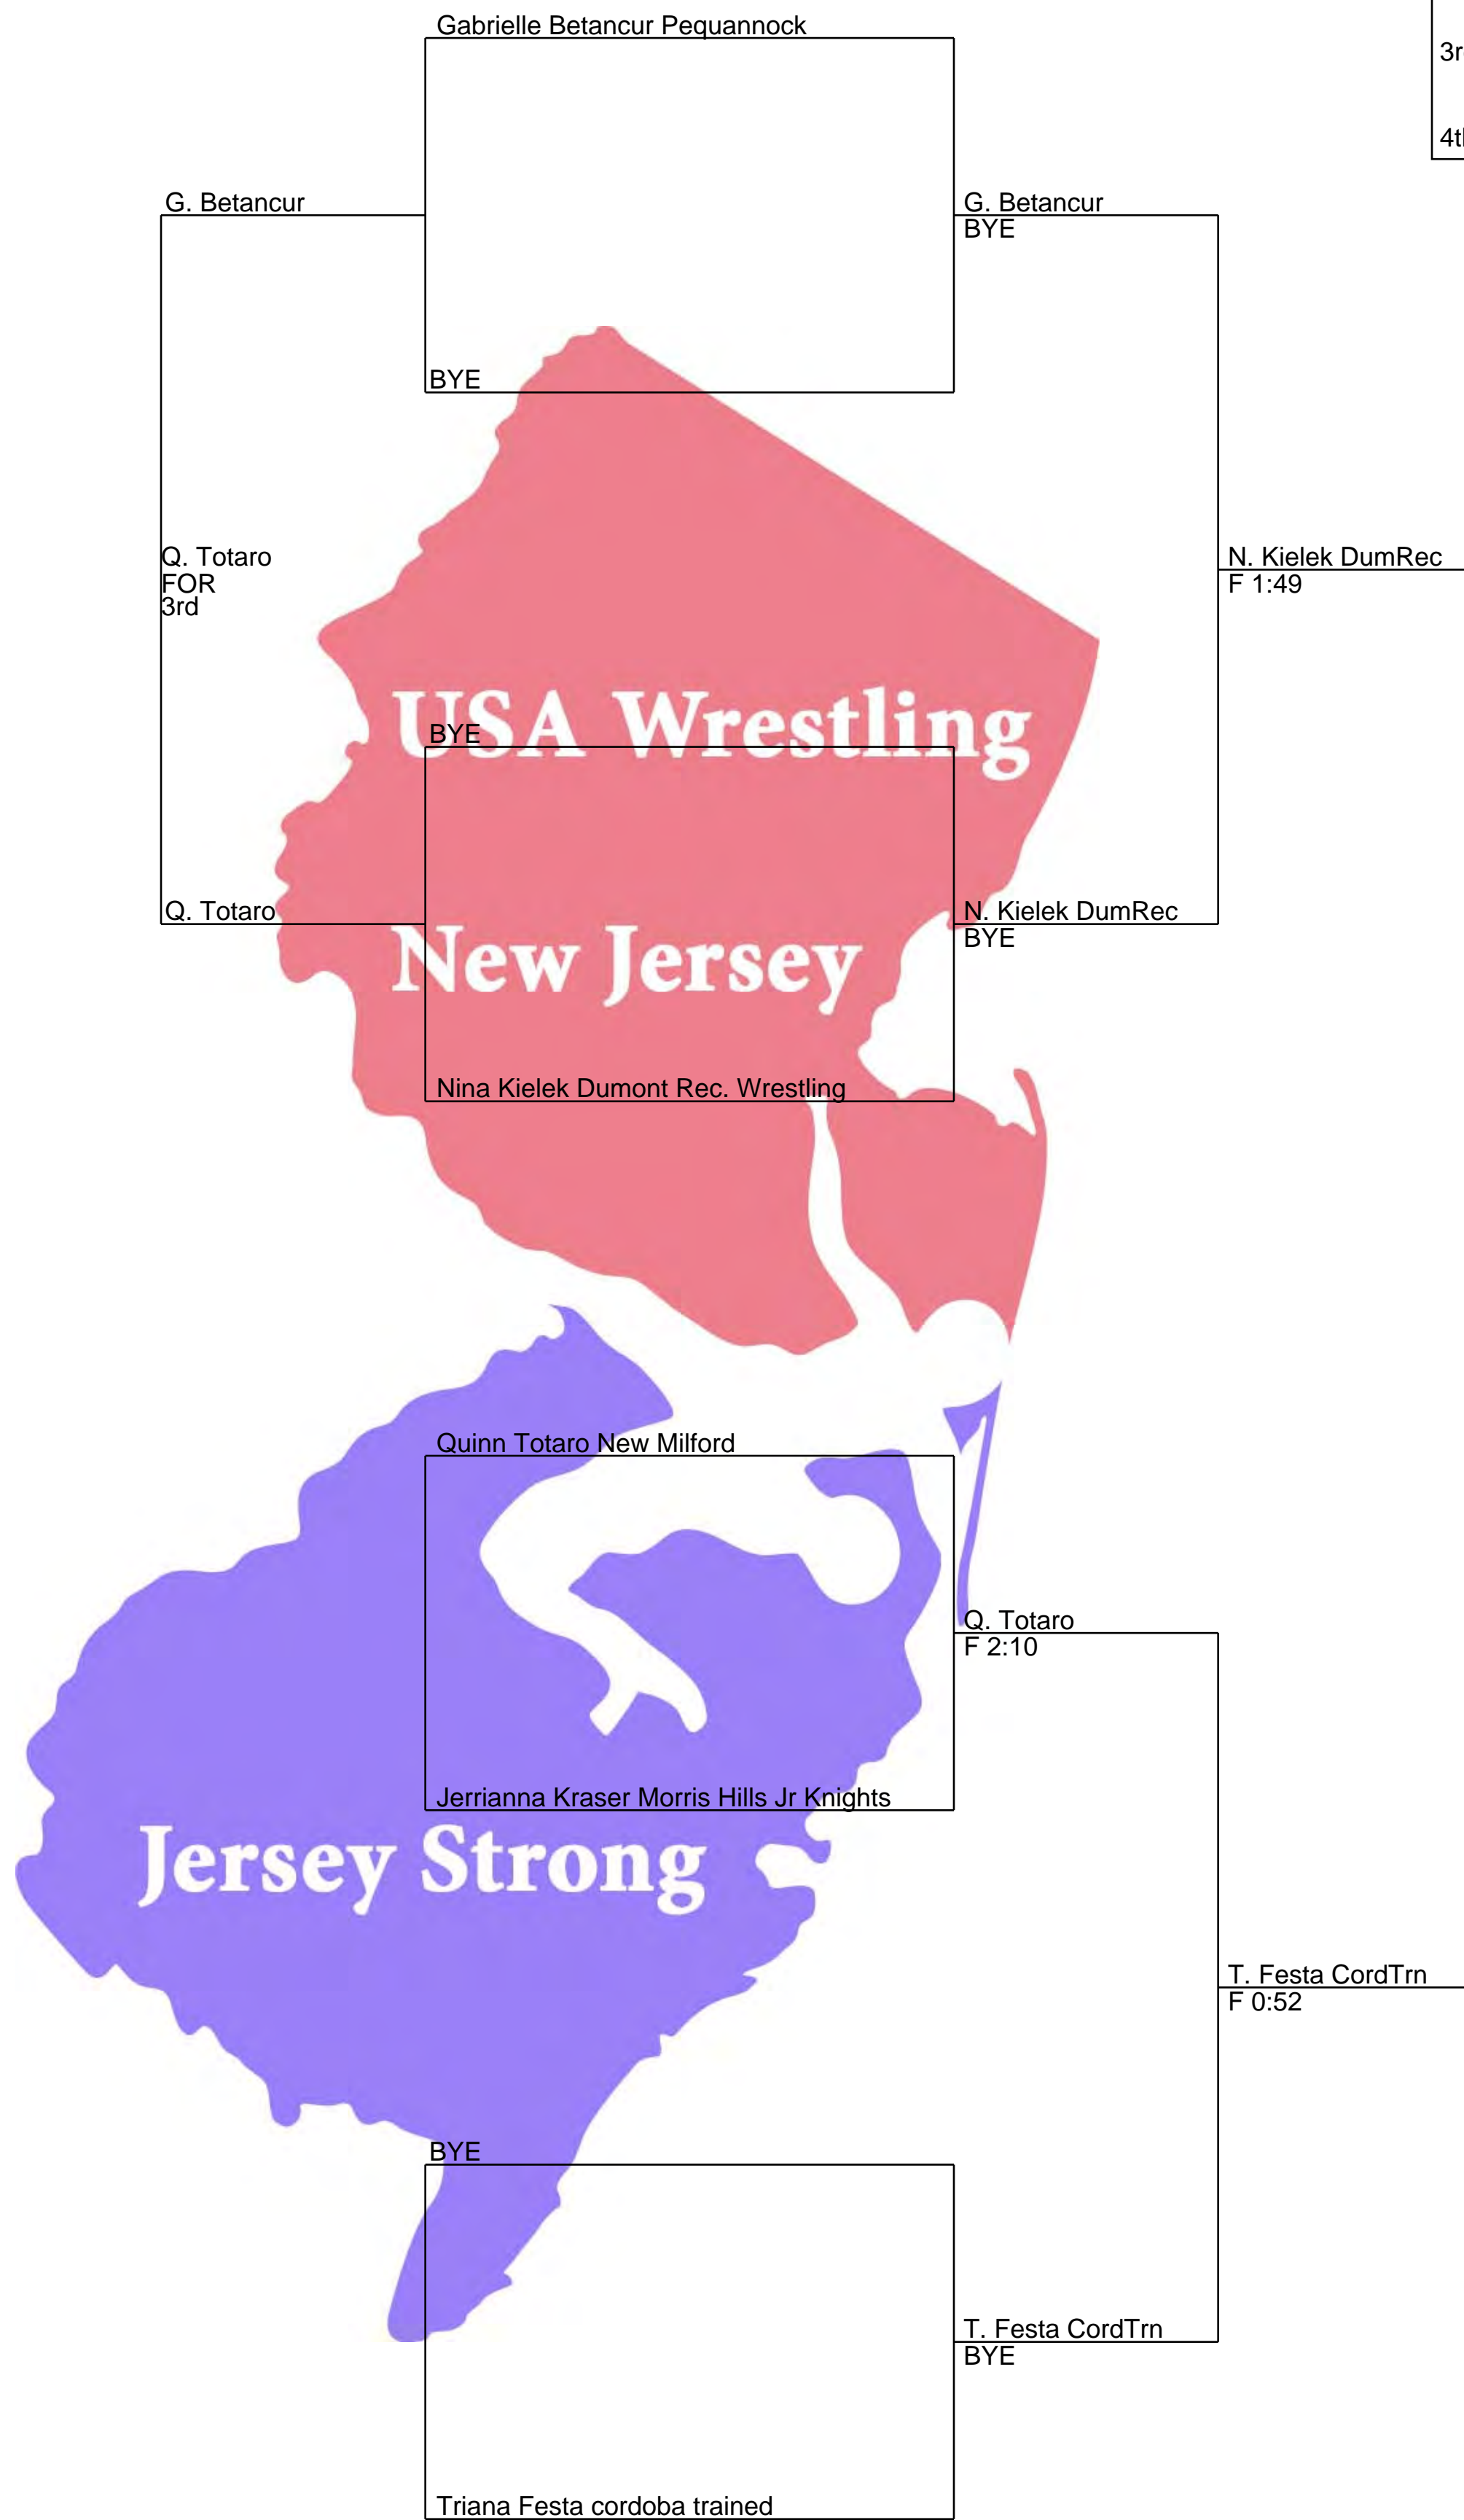 Gabrielle Betancur Pequannock
G. Betancur
G. Betancur
BYE
BYE
Q. Totaro
FOR
3rd
N. Kielek DumRec
F 1:49
USA Wrestling
BYE
Q. Totaro
N. Kielek DumRec
BYE
New Jersey
Nina Kielek Dumont Rec. Wrestling
Quinn Totaro New Milford
Q. Totaro
F 2:10
Jerrianna Kraser Morris Hills Jr Knights
Jersey Strong
T. Festa CordTrn
F 0:52
BYE
T. Festa CordTrn
BYE
Triana Festa cordoba trained